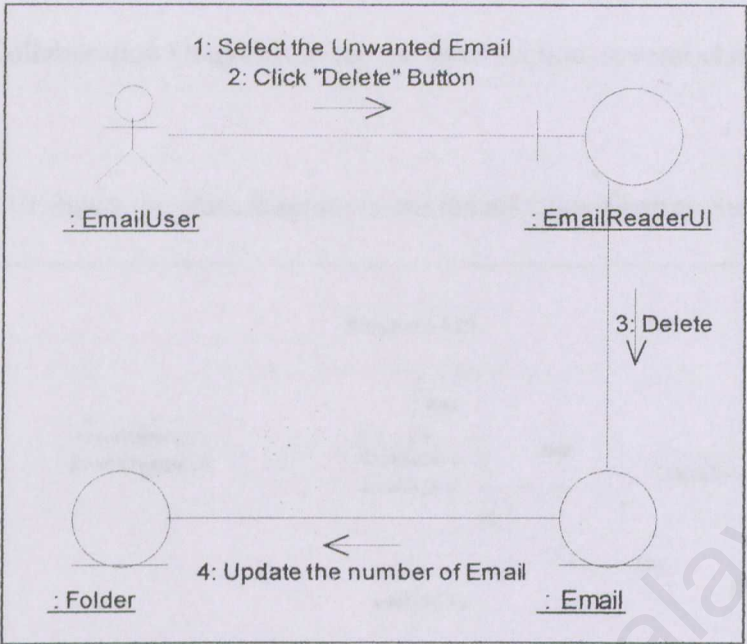 1: Select the Unwanted Email
2: Click "Delete" Button
: EmailUser
: EmailReaderUI
3: Delete
4: Update the number of Email
: Folder
: Email